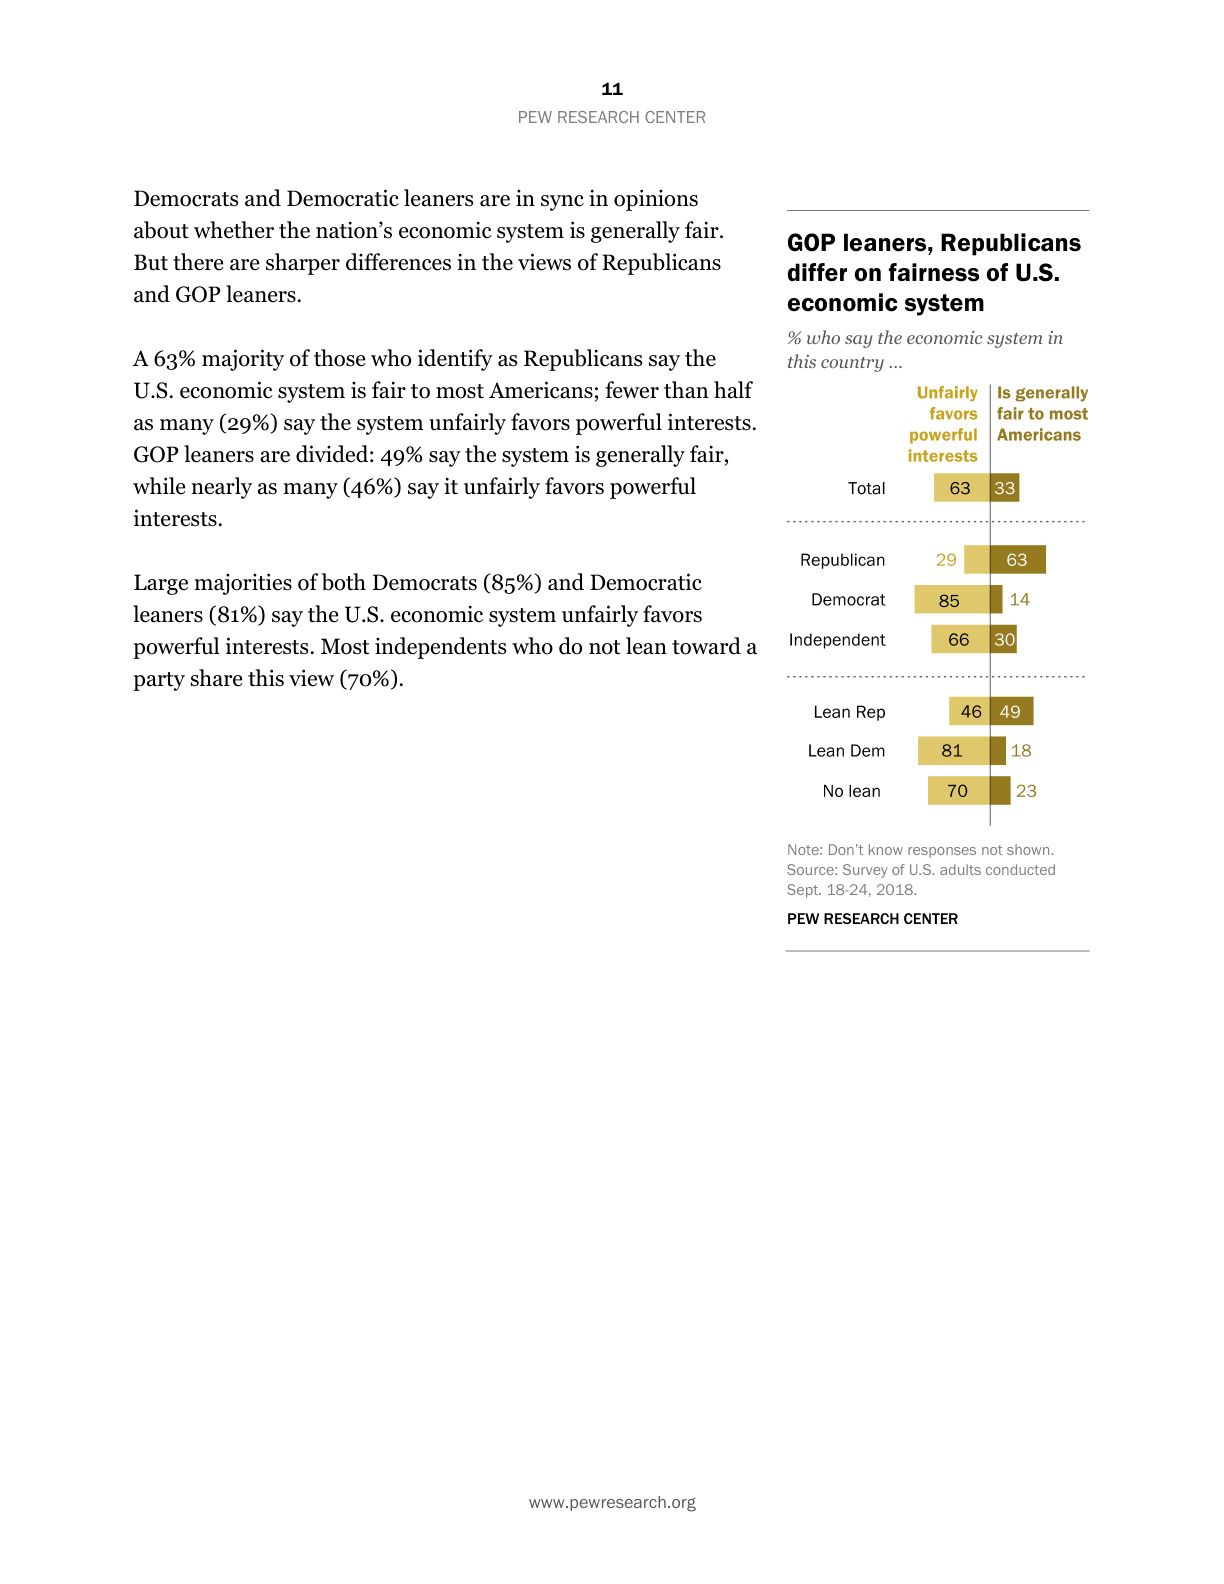 11
PEW RESEARCH CENTER
Democrats and Democratic leaners are in sync in opinions
about whether the nation’s economic system is generally fair.
But there are sharper differences in the views of Republicans
and GOP leaners.
A 63% majority of those who identify as Republicans say the
U.S. economic system is fair to most Americans; fewer than half
as many (29%) say the system unfairly favors powerful interests.
GOP leaners are divided: 49% say the system is generally fair,
while nearly as many (46%) say it unfairly favors powerful
interests.
Large majorities of both Democrats (85%) and Democratic
leaners (81%) say the U.S. economic system unfairly favors
powerful interests. Most independents who do not lean toward a
party share this view (70%).
GOP leaners, Republicans
differ on fairness of U.S.
economic system
% who say the economic system in
this country ...
Unfairly
favors
powerful
interests
Is generally
fair to most
Americans
Total 63 33
Republican 29 63
Democrat 85 14
Independent 66 30
Lean Rep 46 49
Lean Dem 81 18
No lean 70 23
Note: Don’t know responses not shown.
Source: Survey of U.S. adults conducted
Sept. 18-24, 2018.
PEW RESEARCH CENTER
www.pewresearch.org